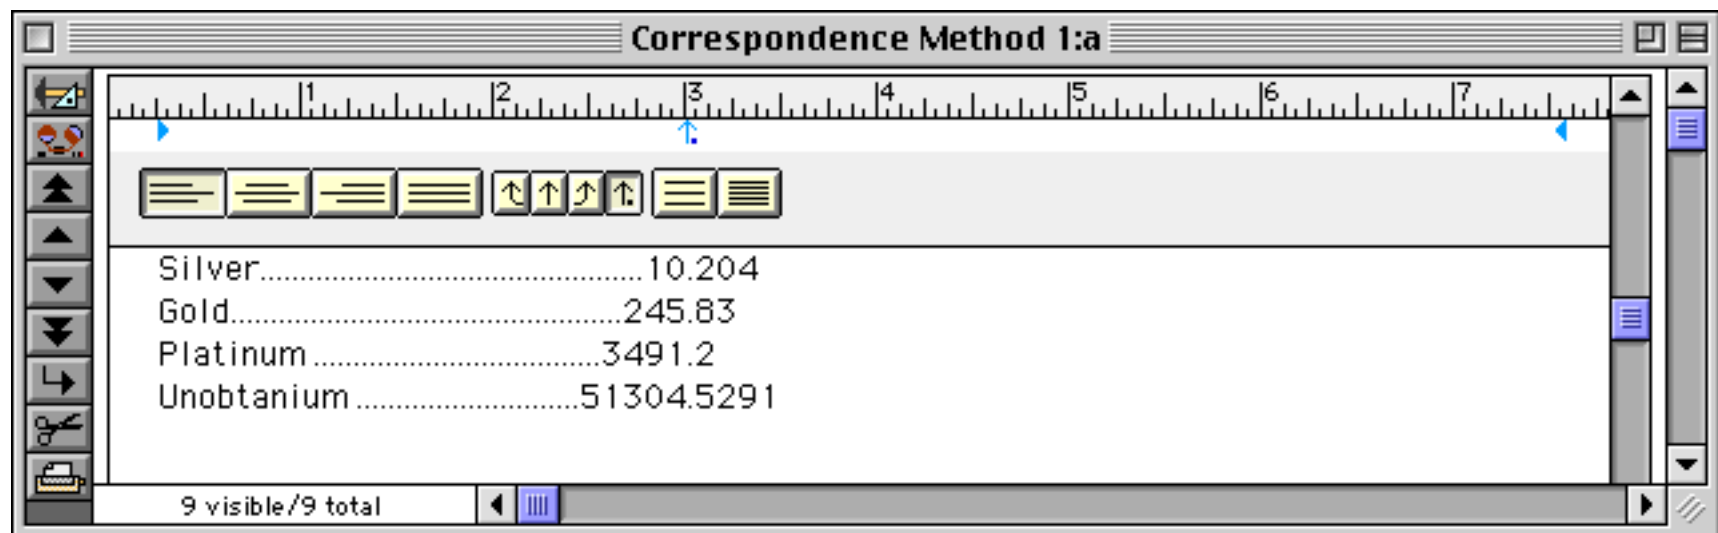 Correspondence Method 1:a
1 2 3 4 5 6 7
Silver................................................10.204
Gold.................................................245.83
Platinum....................................3491.2
Unobtanium............................51304.5291
9 visible/9 total